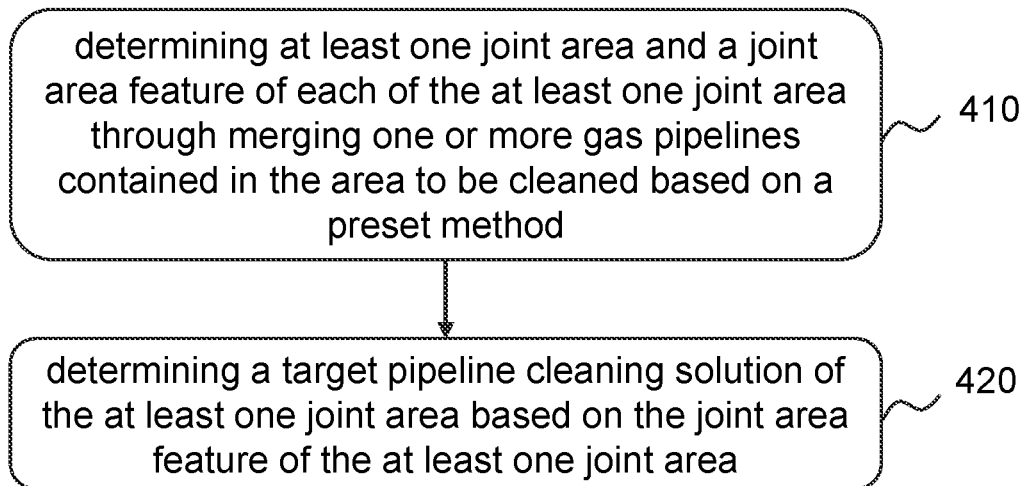 determining at least one joint area and a joint
area feature of each of the at least one joint area
through merging one or more gas pipelines
contained in the area to be cleaned based on a
preset method
410
determining a target pipeline cleaning solution of
the at least one joint area based on the joint area
feature of the at least one joint area
420